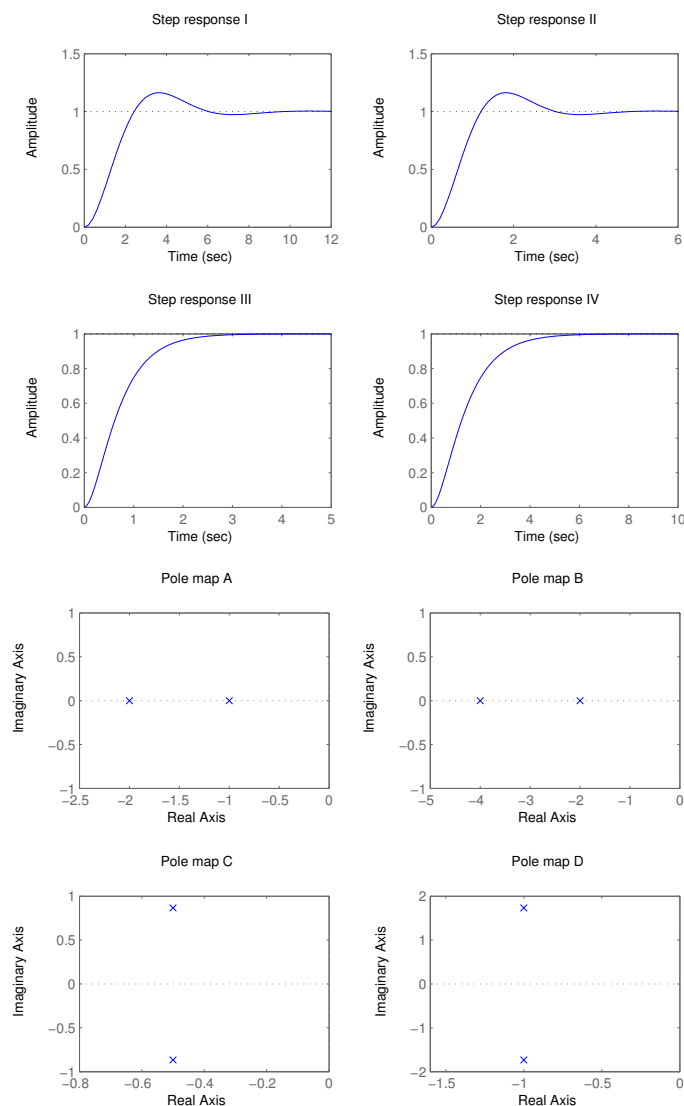 Step response I
Step response II
1.5
1
0.5
0
Amplitude
0 2 4 6 8 10 12
Time (sec)
1.5
1
0.5
0
Amplitude
0 2 4 6
Time (sec)
Step response III
Step response IV
1
0.8
0.6
0.4
0.2
0
Amplitude
0 1 2 3 4 5
Time (sec)
1
0.8
0.6
0.4
0.2
0
Amplitude
0 2 4 6 8 10
Time (sec)
Pole map A
Pole map B
1
0.5
0
−0.5
−1
Imaginary Axis
−2.5 −2 −1.5 −1 −0.5 0
Real Axis
1
0.5
0
−0.5
−1
Imaginary Axis
−5 −4 −3 −2 −1 0
Real Axis
Pole map C
Pole map D
1
0.5
0
−0.5
−1
Imaginary Axis
−0.8 −0.6 −0.4 −0.2 0
Real Axis
2
1
0
−1
−2
Imaginary Axis
−1.5 −1 −0.5 0
Real Axis